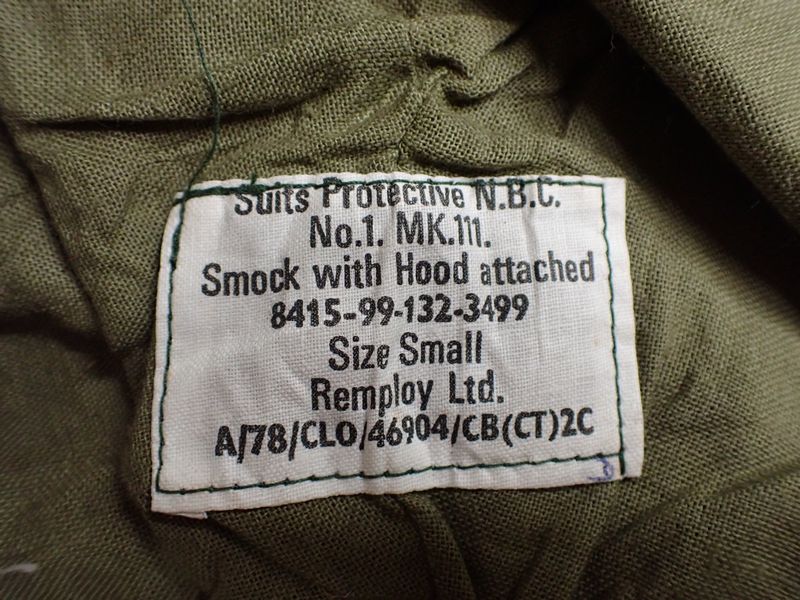 Suits Protective N.B.C.
No.1. MK.111.
Smock with Hood attached
8415-99-132-3499
Size Small
Remploy Ltd.
A/78/CLO/46904/CB(CT)2C